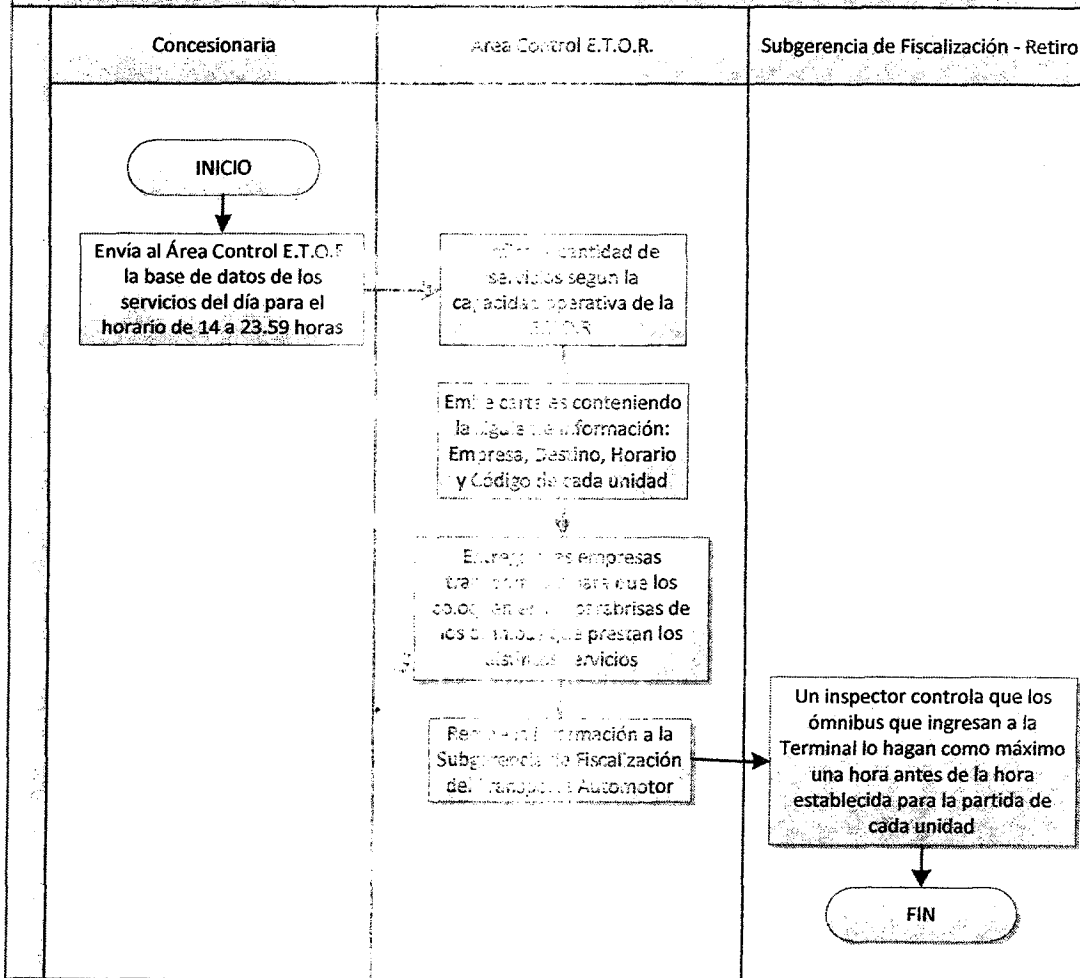 Concesionaria
Area Control E.T.O.R.
Subgerencia de Fiscalización - Retiro
INICIO
Envía al Área Control E.T.O.R
la base de datos de los
servicios del día para el
horario de 14 a 23.59 horas
cantidad de
servicios segun la
capacidad operativa de la
Emite carteles conteniendo
la siguiente información:
Empresa, Destino, Horario
y Código de cada unidad
empresas
para que los
parabrisas de
los que prestan los
distintos servicios
información a la
Subgerencia de Fiscalización
del Transporte Automotor
Un inspector controla que los
ómnibus que ingresan a la
Terminal lo hagan como máximo
una hora antes de la hora
establecida para la partida de
cada unidad
FIN